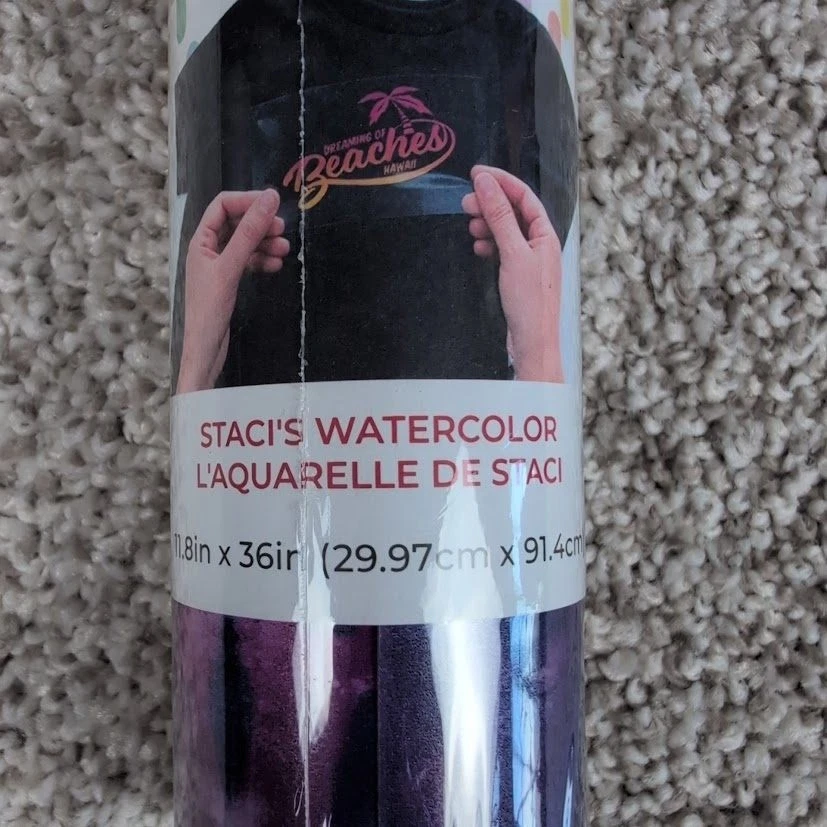 DREAMING OF
Beaches
HAWAII
STACI'S WATERCOLOR
L'AQUARELLE DE STACI
11.8in x 36in (29.97cm x 91.4cm)